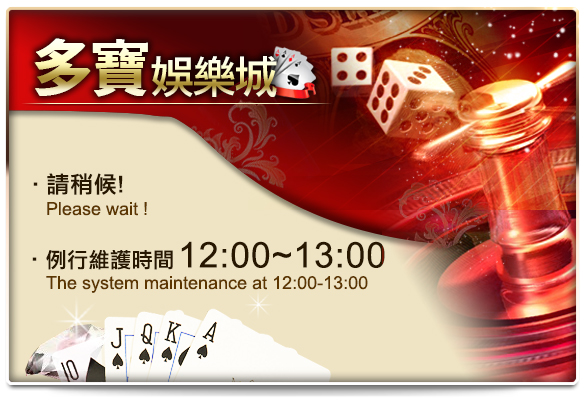 多寶娛樂城
· 請稍候!
Please wait !
· 例行維護時間 12:00~13:00
The system maintenance at 12:00-13:00
10 J Q K A